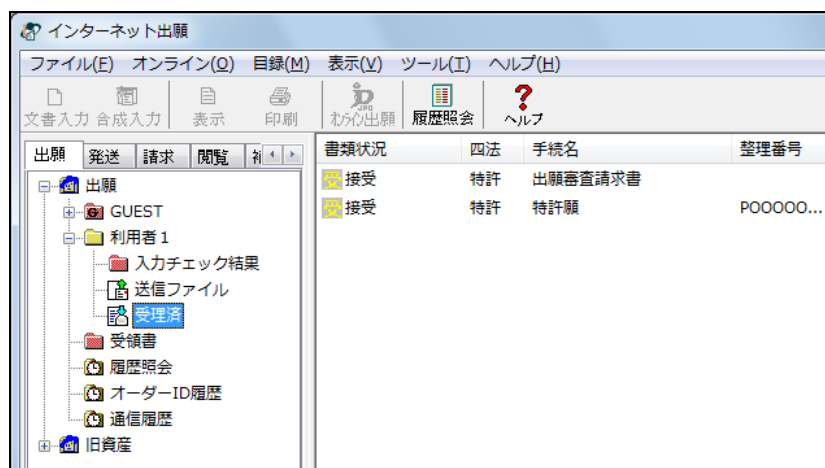 インターネット出願
ファイル(F) オンライン(O) 目録(M) 表示(V) ツール(T) ヘルプ(H)
文書入力 合成入力 表示 印刷 オンライン出願 履歴照会 ヘルプ
出願 発送 請求 閲覧
書類状況 四法 手続名 整理番号
接受 特許 出願審査請求書
接受 特許 特許願 P00000...
出願
GUEST
利用者1
入力チェック結果
送信ファイル
受理済
受領書
履歴照会
オーダーID履歴
通信履歴
旧資産